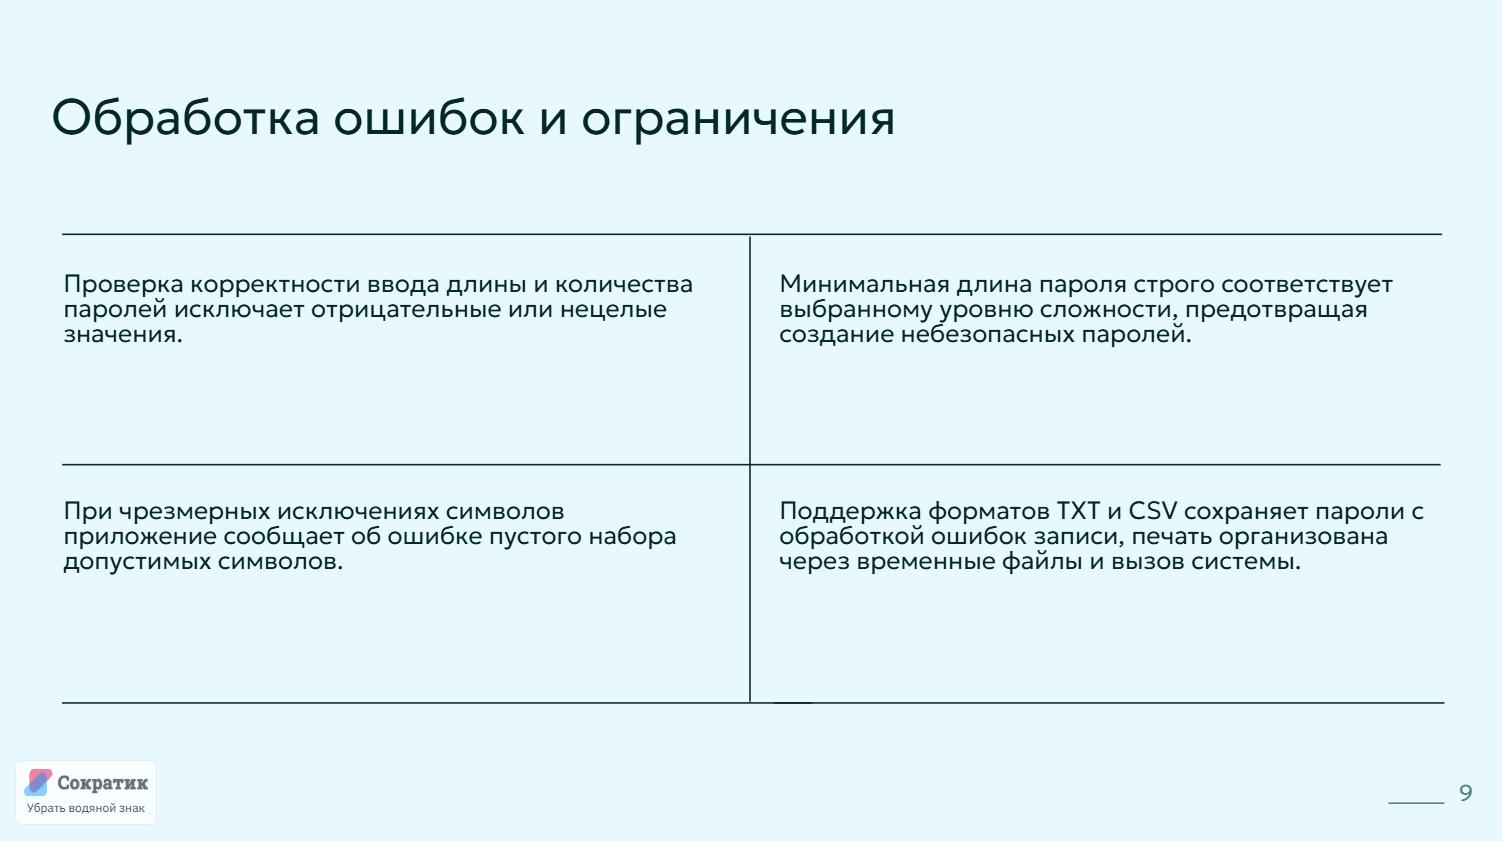 Обработка ошибок и ограничения
Проверка корректности ввода длины и количества
паролей исключает отрицательные или нецелые
значения.
Минимальная длина пароля строго соответствует
выбранному уровню сложности, предотвращая
создание небезопасных паролей.
При чрезмерных исключениях символов
приложение сообщает об ошибке пустого набора
допустимых символов.
Поддержка форматов TXT и CSV сохраняет пароли с
обработкой ошибок записи, печать организована
через временные файлы и вызов системы.
Сократик
Убрать водяной знак
9